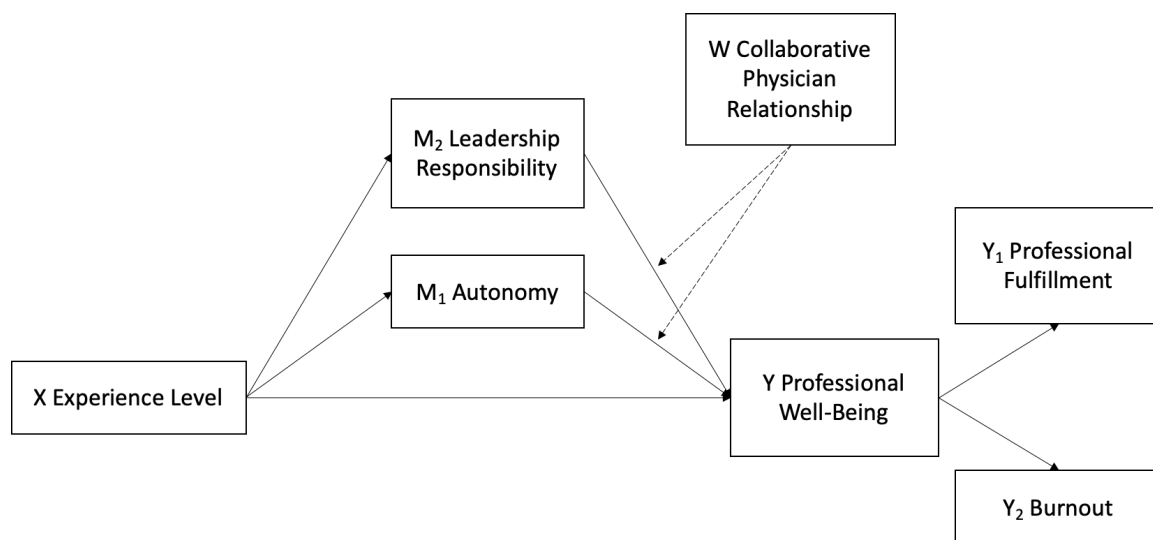 W Collaborative
Physician
Relationship
M₂ Leadership
Responsibility
M₁ Autonomy
X Experience Level
Y Professional
Well-Being
Y₁ Professional
Fulfillment
Y₂ Burnout